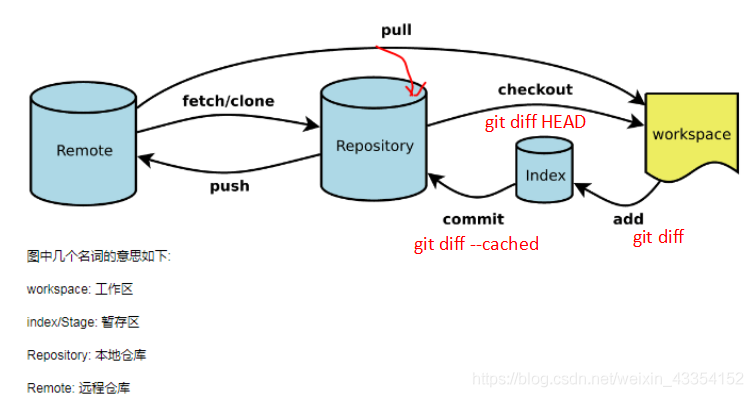 pull
fetch/clone
checkout
git diff HEAD
Remote
Repository
workspace
Index
push
commit
add
git diff --cached
git diff
图中几个名词的意思如下:
workspace: 工作区
index/Stage: 暂存区
Repository: 本地仓库
Remote: 远程仓库
https://blog.csdn.net/weixin_43354152